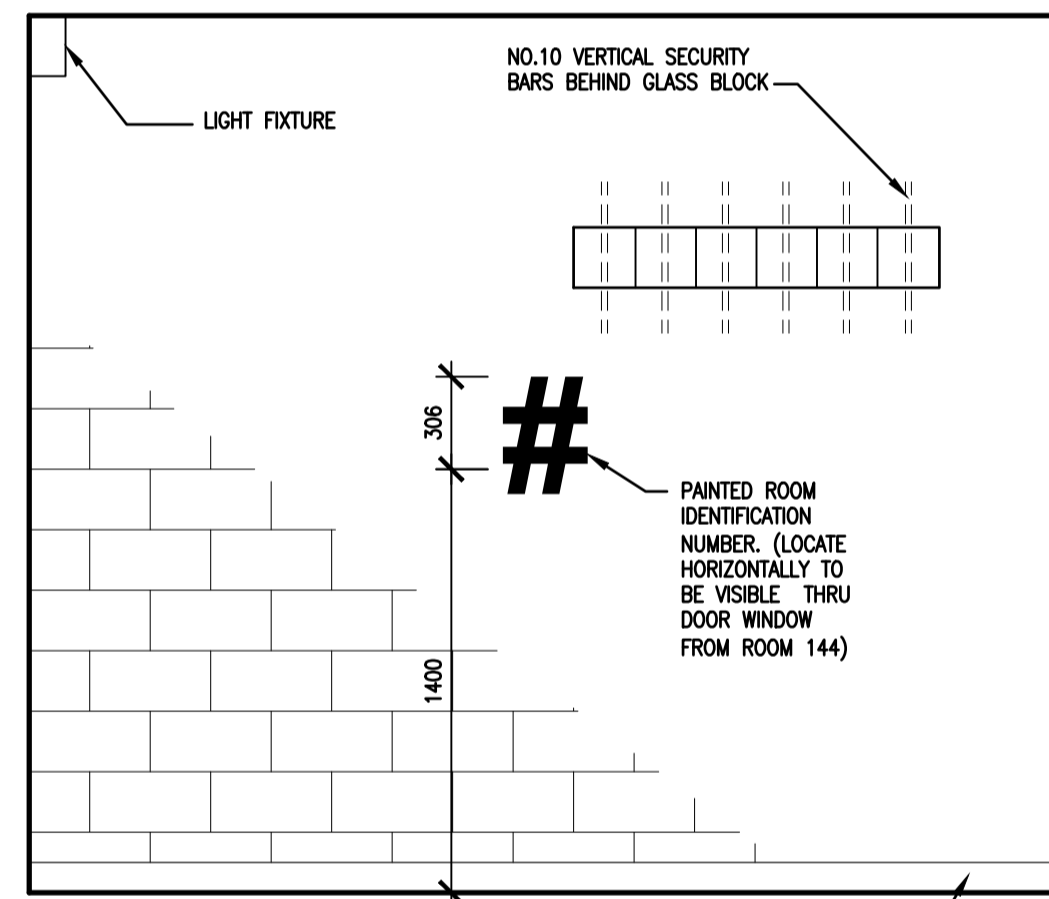 NO.10 VERTICAL SECURITY
BARS BEHIND GLASS BLOCK
LIGHT FIXTURE
306
#
PAINTED ROOM
IDENTIFICATION
NUMBER. (LOCATE
HORIZONTALLY TO
BE VISIBLE THRU
DOOR WINDOW
FROM ROOM 144)
1400